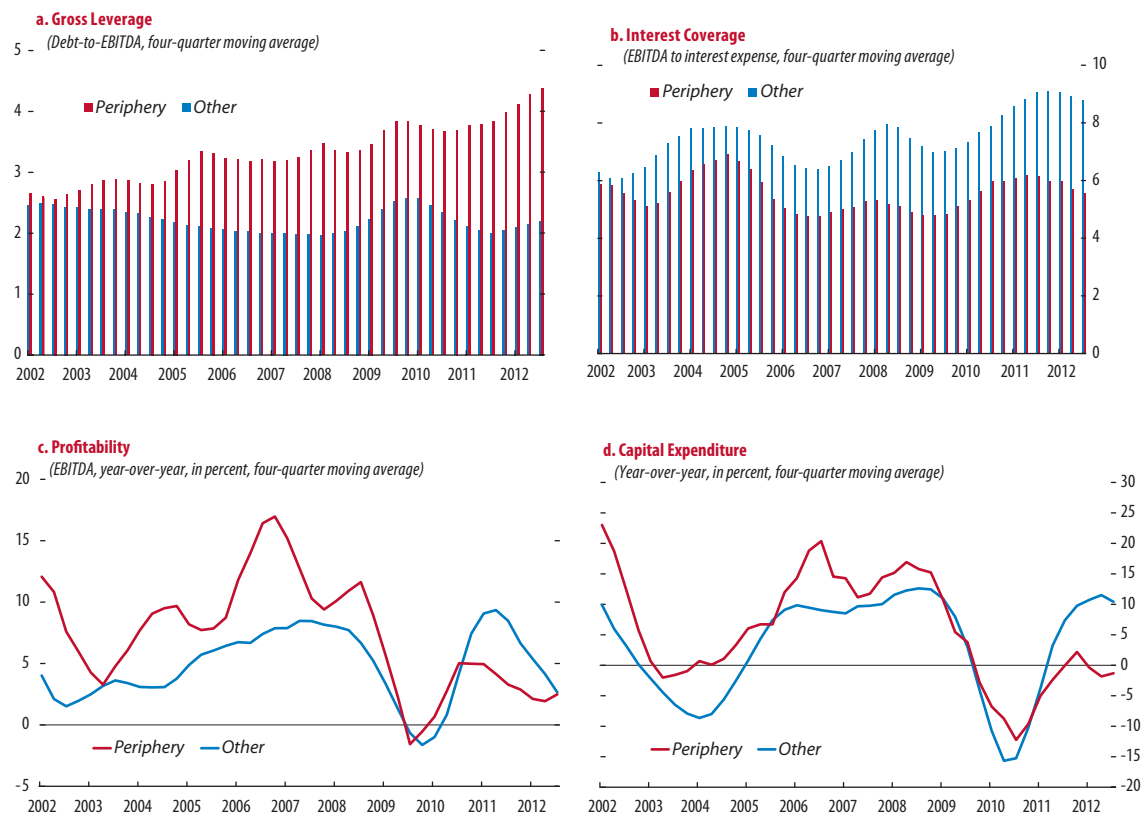 a. Gross Leverage
(Debt-to-EBITDA, four-quarter moving average)
5
4
3
2
1
0
Periphery Other
2002 2003 2004 2005 2006 2007 2008 2009 2010 2011 2012
b. Interest Coverage
(EBITDA to interest expense, four-quarter moving average)
10
8
6
4
2
0
Periphery Other
2002 2003 2004 2005 2006 2007 2008 2009 2010 2011 2012
c. Profitability
(EBITDA, year-over-year, in percent, four-quarter moving average)
20
15
10
5
0
-5
Periphery Other
2002 2003 2004 2005 2006 2007 2008 2009 2010 2011 2012
d. Capital Expenditure
(Year-over-year, in percent, four-quarter moving average)
30
25
20
15
10
5
0
-5
-10
-15
-20
Periphery Other
2002 2003 2004 2005 2006 2007 2008 2009 2010 2011 2012